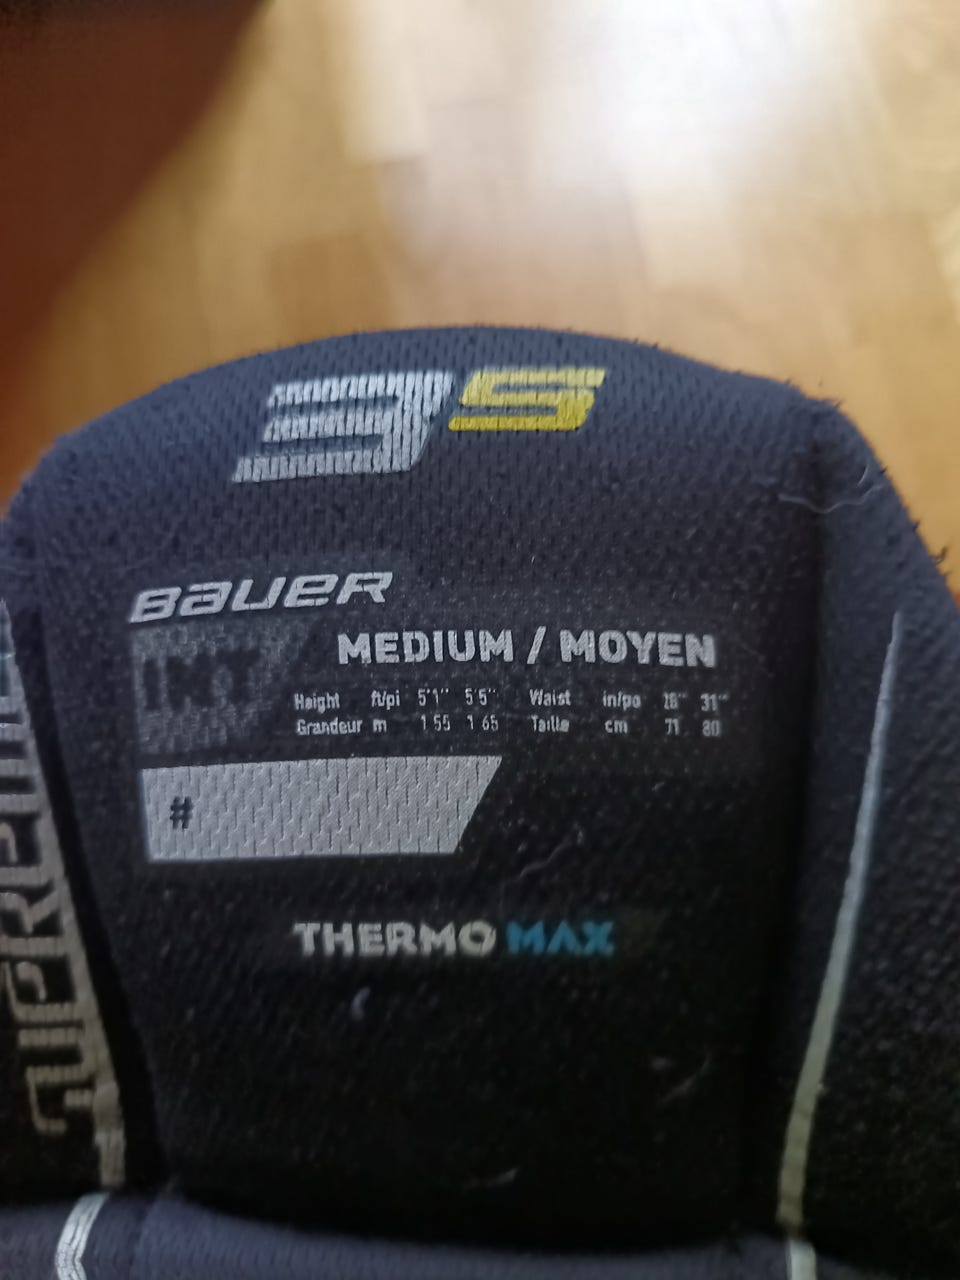 3S
BAUER
INT
MEDIUM / MOYEN
Height ft/pi 5'1" 5'5" Waist in/po 28" 31"
Grandeur m 1 55 1 65 Taille cm 71 80
#
THERMO MAX
SUPREME